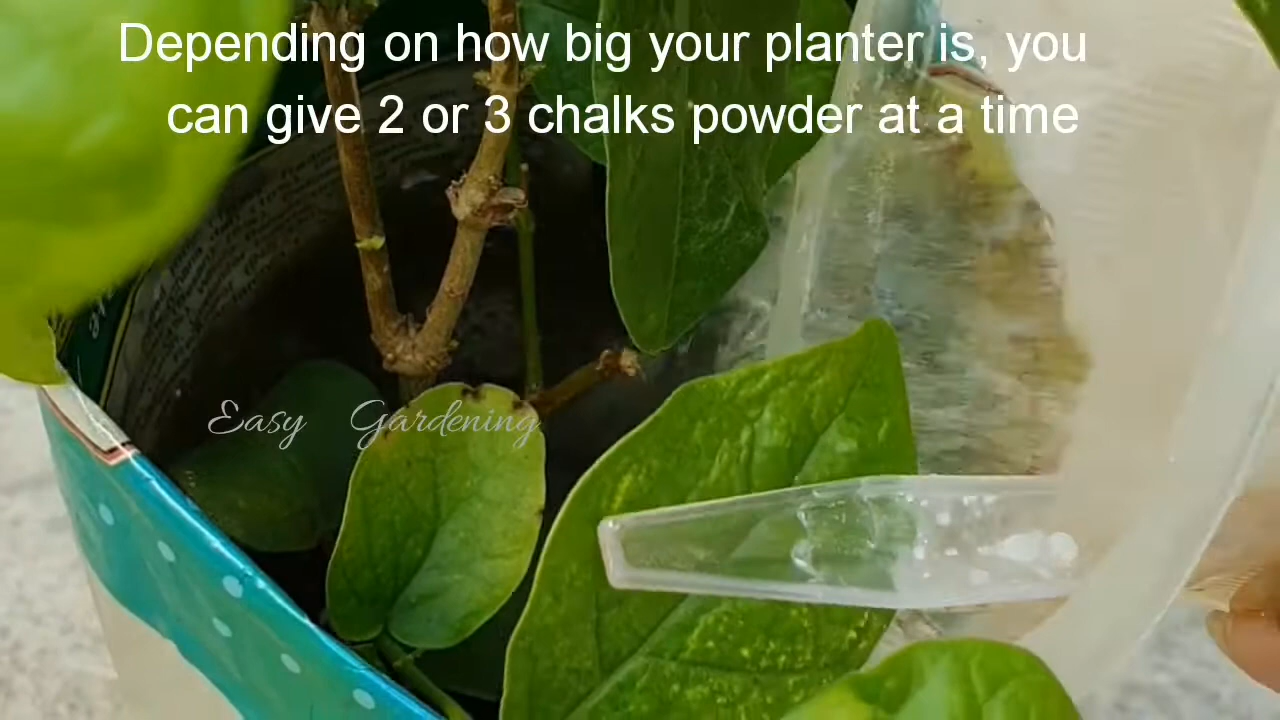 Depending on how big your planter is, you
can give 2 or 3 chalks powder at a time
Easy Gardening